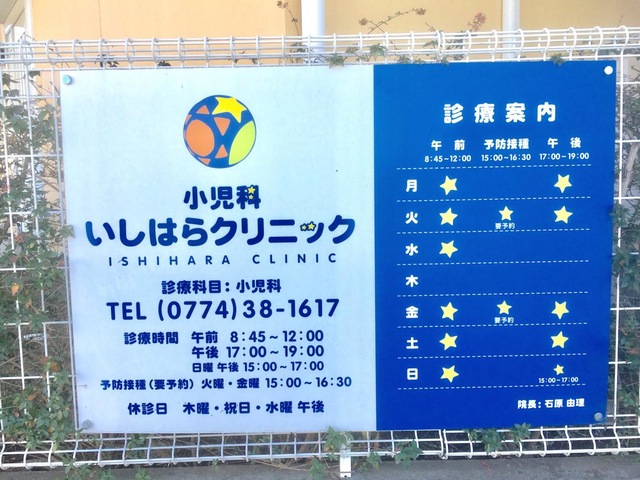 小児科
いしはらクリニック
ISHIHARA CLINIC
診療科目：小児科
TEL (0774)38-1617
診療時間 午前 8:45～12:00
午後 17:00～19:00
日曜 午後 15:00～17:00
予防接種(要予約) 火曜・金曜 15:00～16:30
休診日 木曜・祝日・水曜 午後
診療案内
午前 予防接種 午後
8:45～12:00 15:00～16:30 17:00～19:00
月
火
要予約
水
木
金
要予約
土
日
15:00～17:00
院長：石原 由理